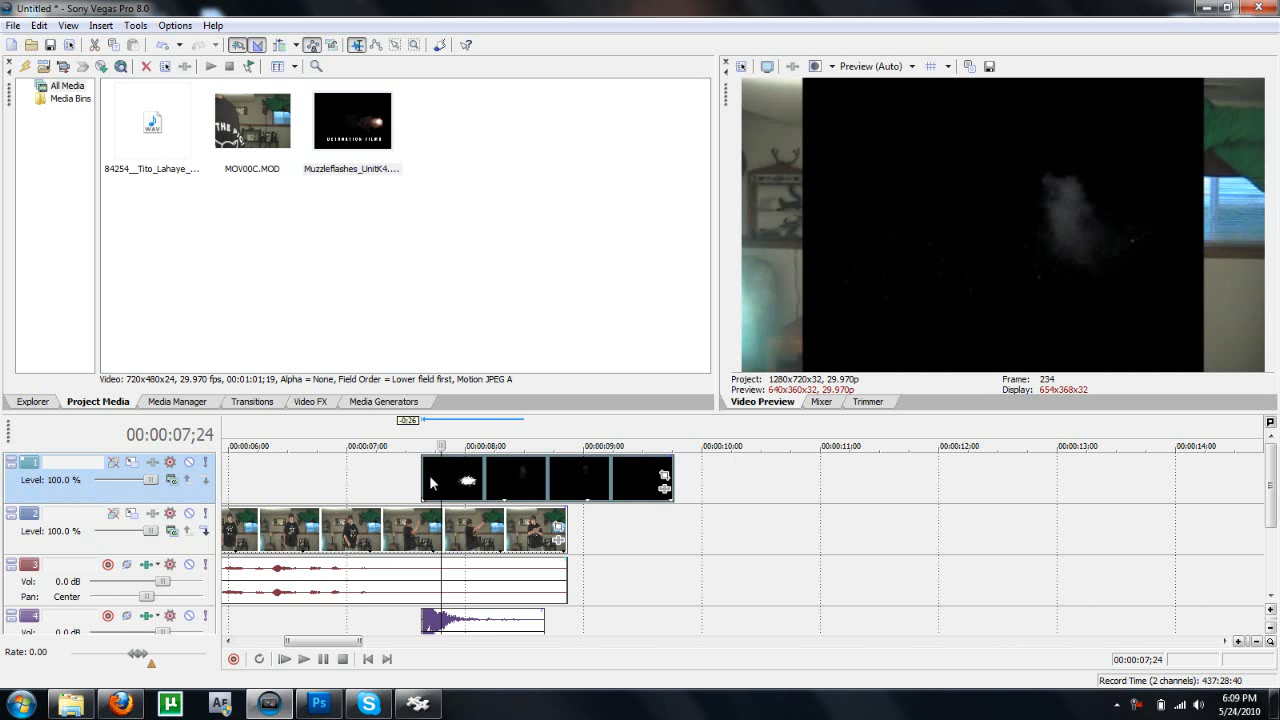 Untitled * - Sony Vegas Pro 8.0
File Edit View Insert Tools Options Help
Preview (Auto)
All Media
Media Bins
WAV
THE
DETONATION FILMS
84254__Tito_Lahaye_... MOV00C.MOD Muzzleflashes_UnitK4....
Video: 720x480x24, 29.970 fps, 00:01:01;19, Alpha = None, Field Order = Lower field first, Motion JPEG A
Project: 1280x720x32, 29.970p Frame: 234
Preview: 640x360x32, 29.970p Display: 654x368x32
Explorer Project Media Media Manager Transitions Video FX Media Generators
Video Preview Mixer Trimmer
-0:26
00:00:07;24
00:00:06:00 00:00:07:00 00:00:08:00 00:00:09:00 00:00:10:00 00:00:11:00 00:00:12:00 00:00:13:00 00:00:14:00
1
Level: 100.0 %
2
Level: 100.0 %
3
Vol: 0.0 dB
Pan: Center
4
Vol: 0.0 dB
Rate: 0.00
00:00:07;24
Record Time (2 channels): 437:28:40
AF
Ps
6:09 PM
5/24/2010